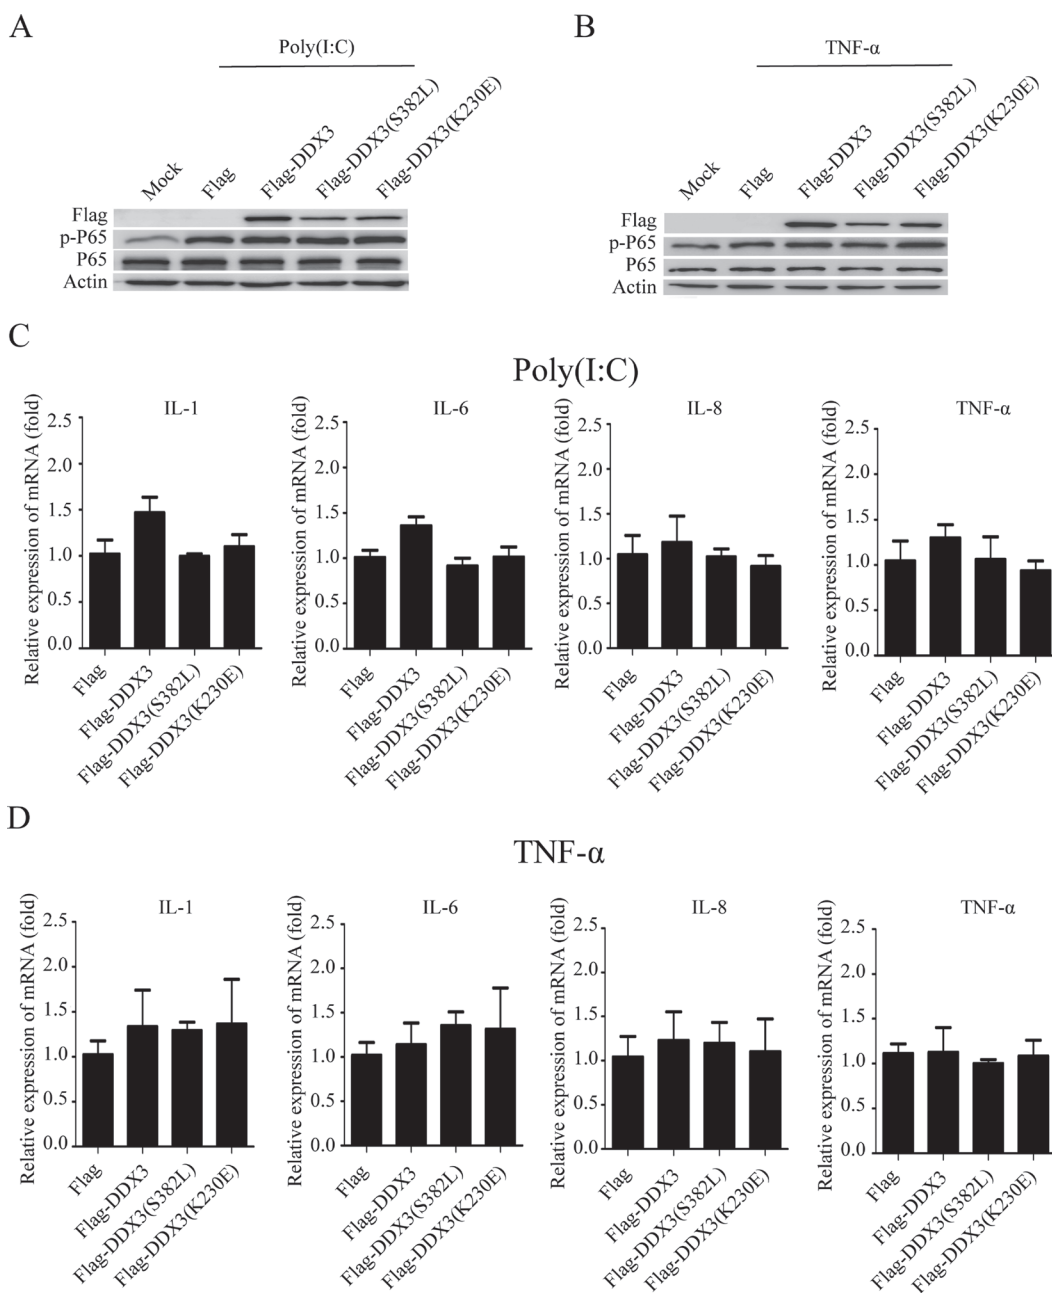 A
Poly(I:C)
Mock
Flag
Flag-DDX3
Flag-DDX3(S382L)
Flag-DDX3(K230E)
Flag
p-P65
P65
Actin
B
TNF-α
Mock
Flag
Flag-DDX3
Flag-DDX3(S382L)
Flag-DDX3(K230E)
Flag
p-P65
P65
Actin
C
Poly(I:C)
IL-1
Relative expression of mRNA (fold)
2.5
2.0
1.5
1.0
0.5
0.0
Flag
Flag-DDX3
Flag-DDX3(S382L)
Flag-DDX3(K230E)
IL-6
Relative expression of mRNA (fold)
2.5
2.0
1.5
1.0
0.5
0.0
Flag
Flag-DDX3
Flag-DDX3(S382L)
Flag-DDX3(K230E)
IL-8
Relative expression of mRNA (fold)
2.5
2.0
1.5
1.0
0.5
0.0
Flag
Flag-DDX3
Flag-DDX3(S382L)
Flag-DDX3(K230E)
TNF-α
Relative expression of mRNA (fold)
2.5
2.0
1.5
1.0
0.5
0.0
Flag
Flag-DDX3
Flag-DDX3(S382L)
Flag-DDX3(K230E)
D
TNF-α
IL-1
Relative expression of mRNA (fold)
2.5
2.0
1.5
1.0
0.5
0.0
Flag
Flag-DDX3
Flag-DDX3(S382L)
Flag-DDX3(K230E)
IL-6
Relative expression of mRNA (fold)
2.5
2.0
1.5
1.0
0.5
0.0
Flag
Flag-DDX3
Flag-DDX3(S382L)
Flag-DDX3(K230E)
IL-8
Relative expression of mRNA (fold)
2.5
2.0
1.5
1.0
0.5
0.0
Flag
Flag-DDX3
Flag-DDX3(S382L)
Flag-DDX3(K230E)
TNF-α
Relative expression of mRNA (fold)
2.5
2.0
1.5
1.0
0.5
0.0
Flag
Flag-DDX3
Flag-DDX3(S382L)
Flag-DDX3(K230E)